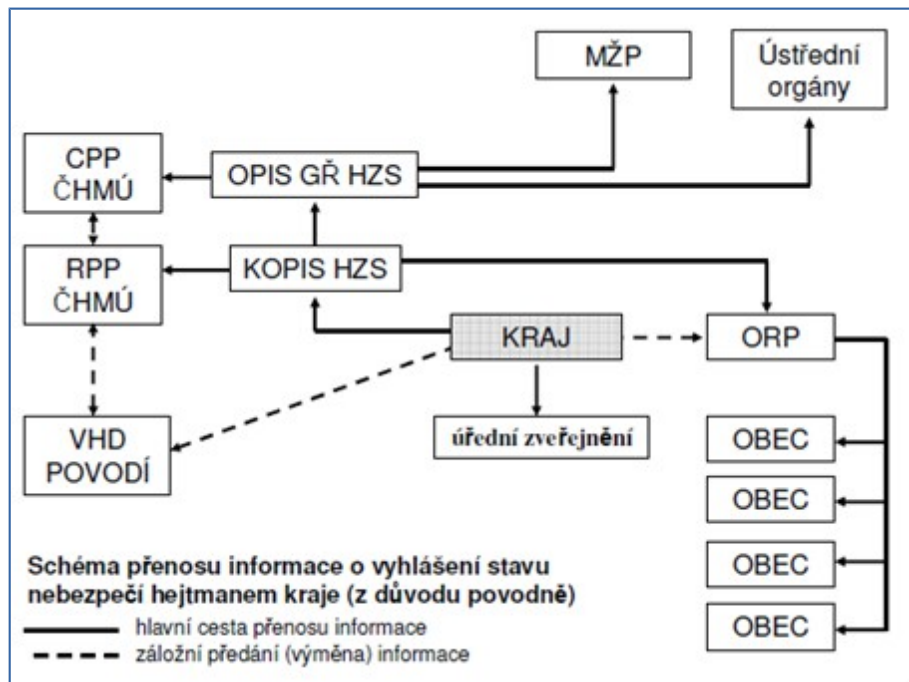 MŽP
Ústřední
orgány
CPP
ČHMÚ
OPIS GŘ HZS
RPP
ČHMÚ
KOPIS HZS
KRAJ
ORP
VHD
POVODÍ
úřední zveřejnění
OBEC
OBEC
OBEC
OBEC
Schéma přenosu informace o vyhlášení stavu
nebezpečí hejtmanem kraje (z důvodu povodně)
hlavní cesta přenosu informace
záložní předání (výměna) informace